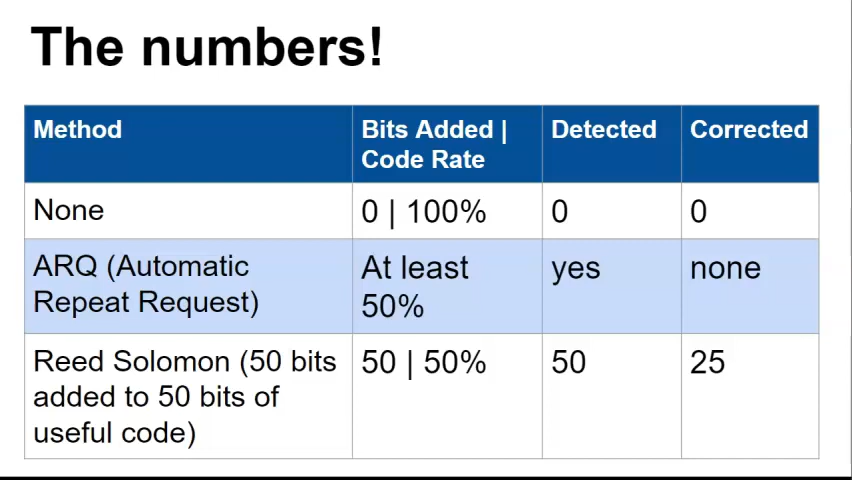 The numbers!
Method
Bits Added |
Code Rate
Detected
Corrected
None
0 | 100%
0
0
ARQ (Automatic
Repeat Request)
At least
50%
yes
none
Reed Solomon (50 bits
added to 50 bits of
useful code)
50 | 50%
50
25